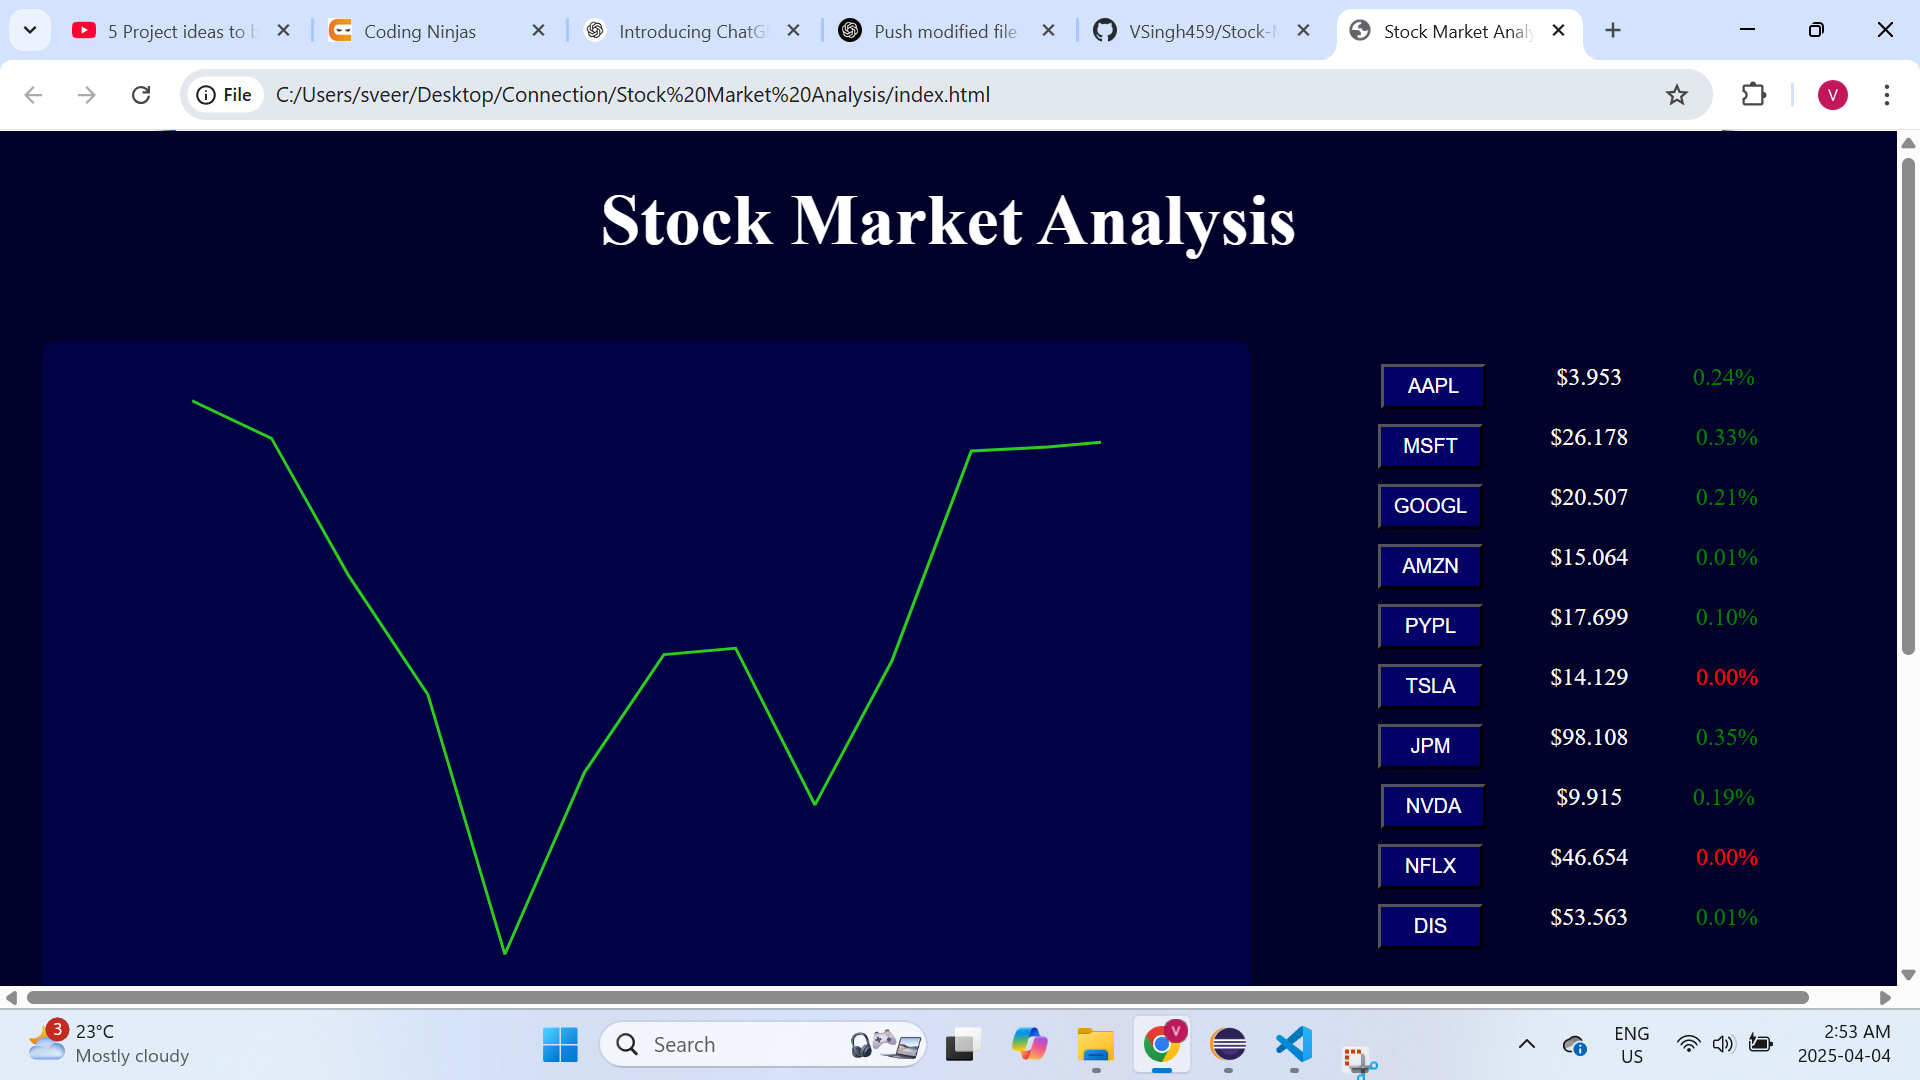 5 Project ideas to b
Coding Ninjas
Introducing ChatG
Push modified file
VSingh459/Stock-M
Stock Market Anal
File
C:/Users/sveer/Desktop/Connection/Stock%20Market%20Analysis/index.html
V
Stock Market Analysis
AAPL $3.953 0.24%
MSFT $26.178 0.33%
GOOGL $20.507 0.21%
AMZN $15.064 0.01%
PYPL $17.699 0.10%
TSLA $14.129 0.00%
JPM $98.108 0.35%
NVDA $9.915 0.19%
NFLX $46.654 0.00%
DIS $53.563 0.01%
3
23°C
Mostly cloudy
Search
V
ENG
US
2:53 AM
2025-04-04